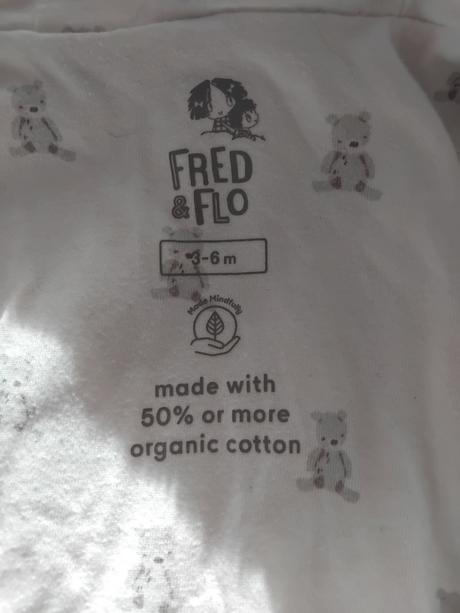 FRED
& FLO
3-6 m
Made Mindfully
made with
50% or more
organic cotton